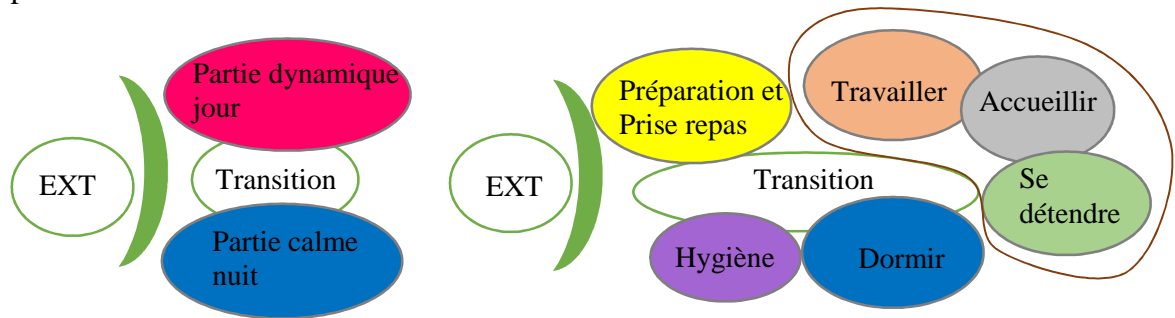 Partie dynamique
jour
EXT
Transition
Partie calme
nuit
Préparation et
Prise repas
Travailler
Accueillir
EXT
Transition
Se
détendre
Hygiène
Dormir